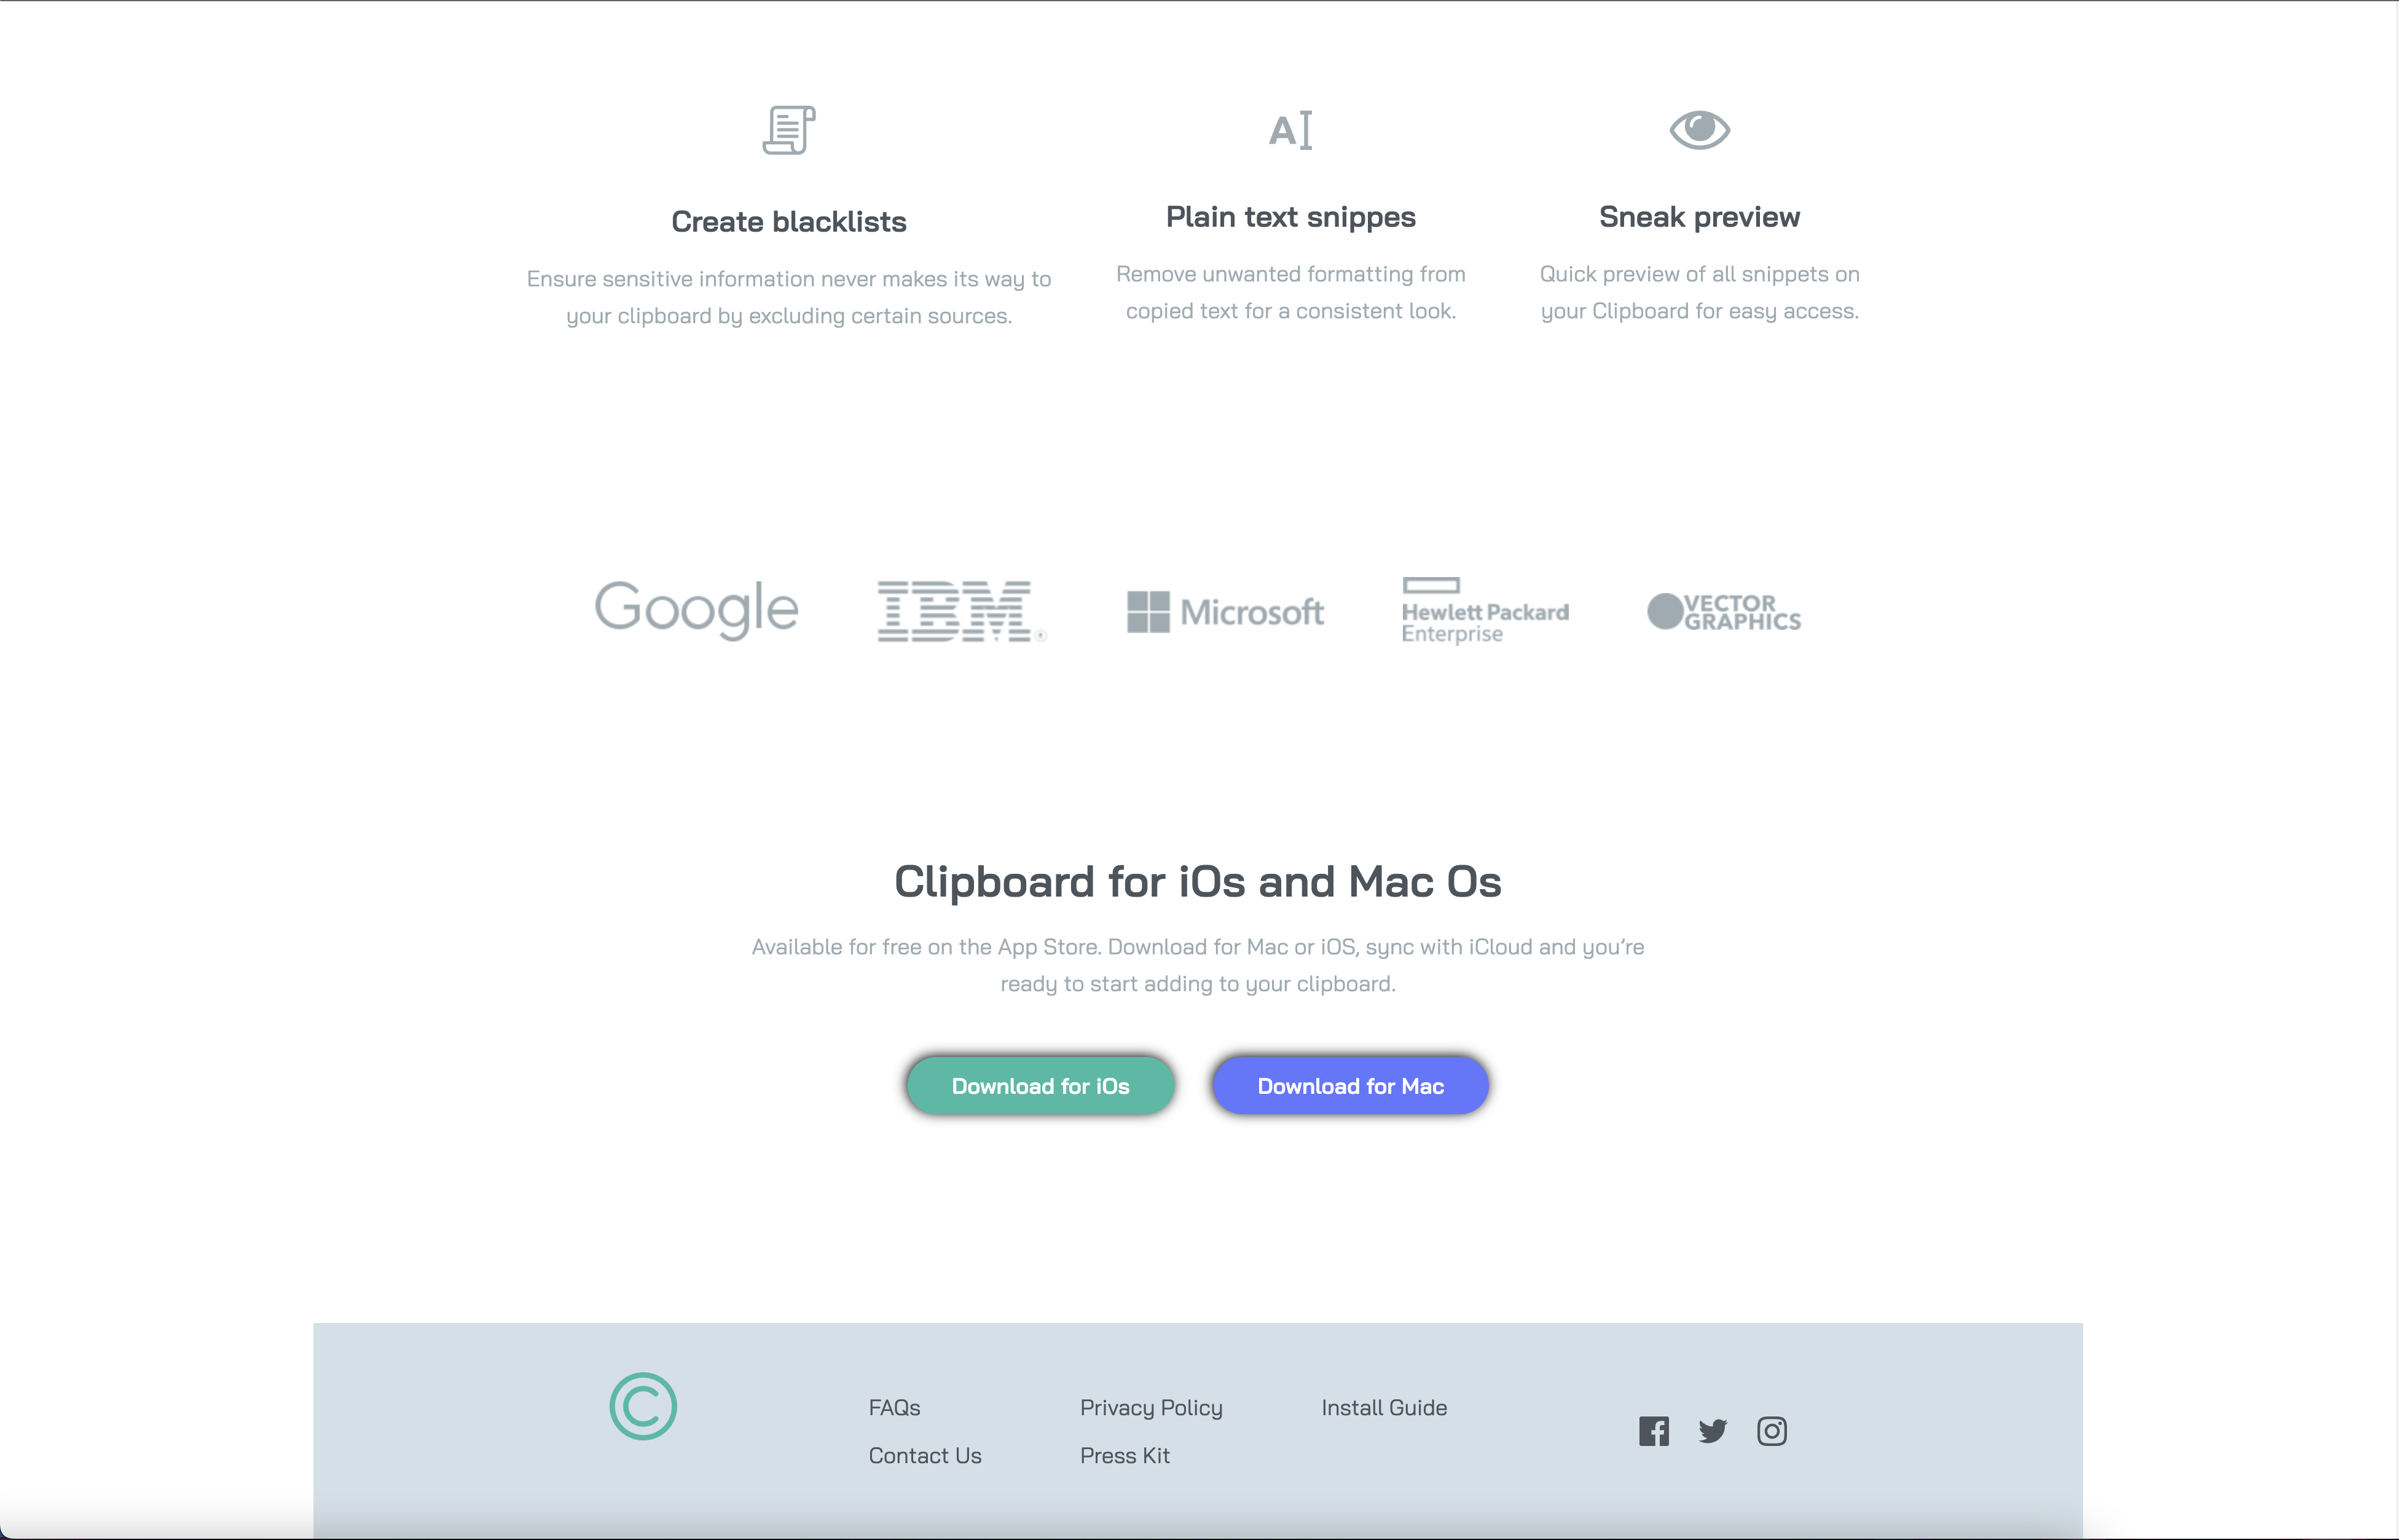 Create blacklists
Ensure sensitive information never makes its way to
your clipboard by excluding certain sources.
AI
Plain text snippes
Remove unwanted formatting from
copied text for a consistent look.
Sneak preview
Quick preview of all snippets on
your Clipboard for easy access.
Google
IBM
Microsoft
Hewlett Packard
Enterprise
VECTOR
GRAPHICS
Clipboard for iOs and Mac Os
Available for free on the App Store. Download for Mac or iOS, sync with iCloud and you’re
ready to start adding to your clipboard.
Download for iOs
Download for Mac
C
FAQs
Contact Us
Privacy Policy
Press Kit
Install Guide